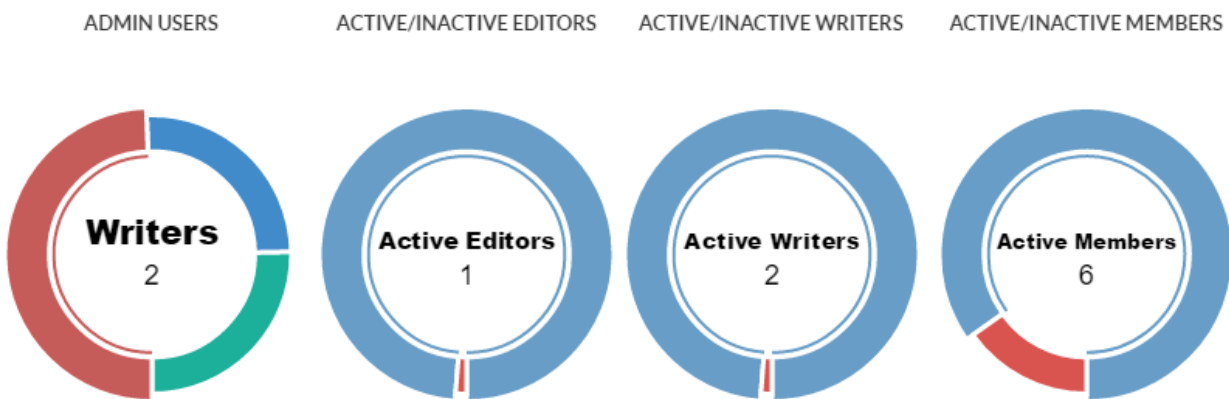 ADMIN USERS
ACTIVE/INACTIVE EDITORS
ACTIVE/INACTIVE WRITERS
ACTIVE/INACTIVE MEMBERS
Writers
2
Active Editors
1
Active Writers
2
Active Members
6